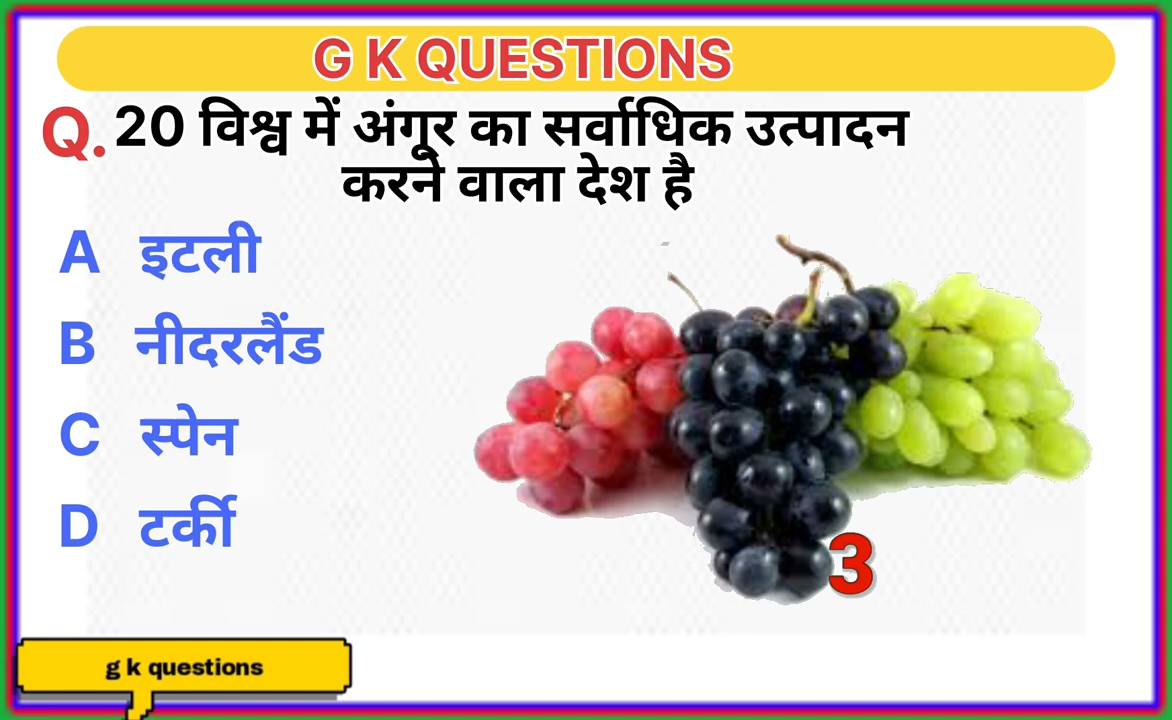 G K QUESTIONS
Q. 20 विश्व में अंगूर का सर्वाधिक उत्पादन
करने वाला देश है
A इटली
B नीदरलैंड
C स्पेन
D टर्की
3
g k questions